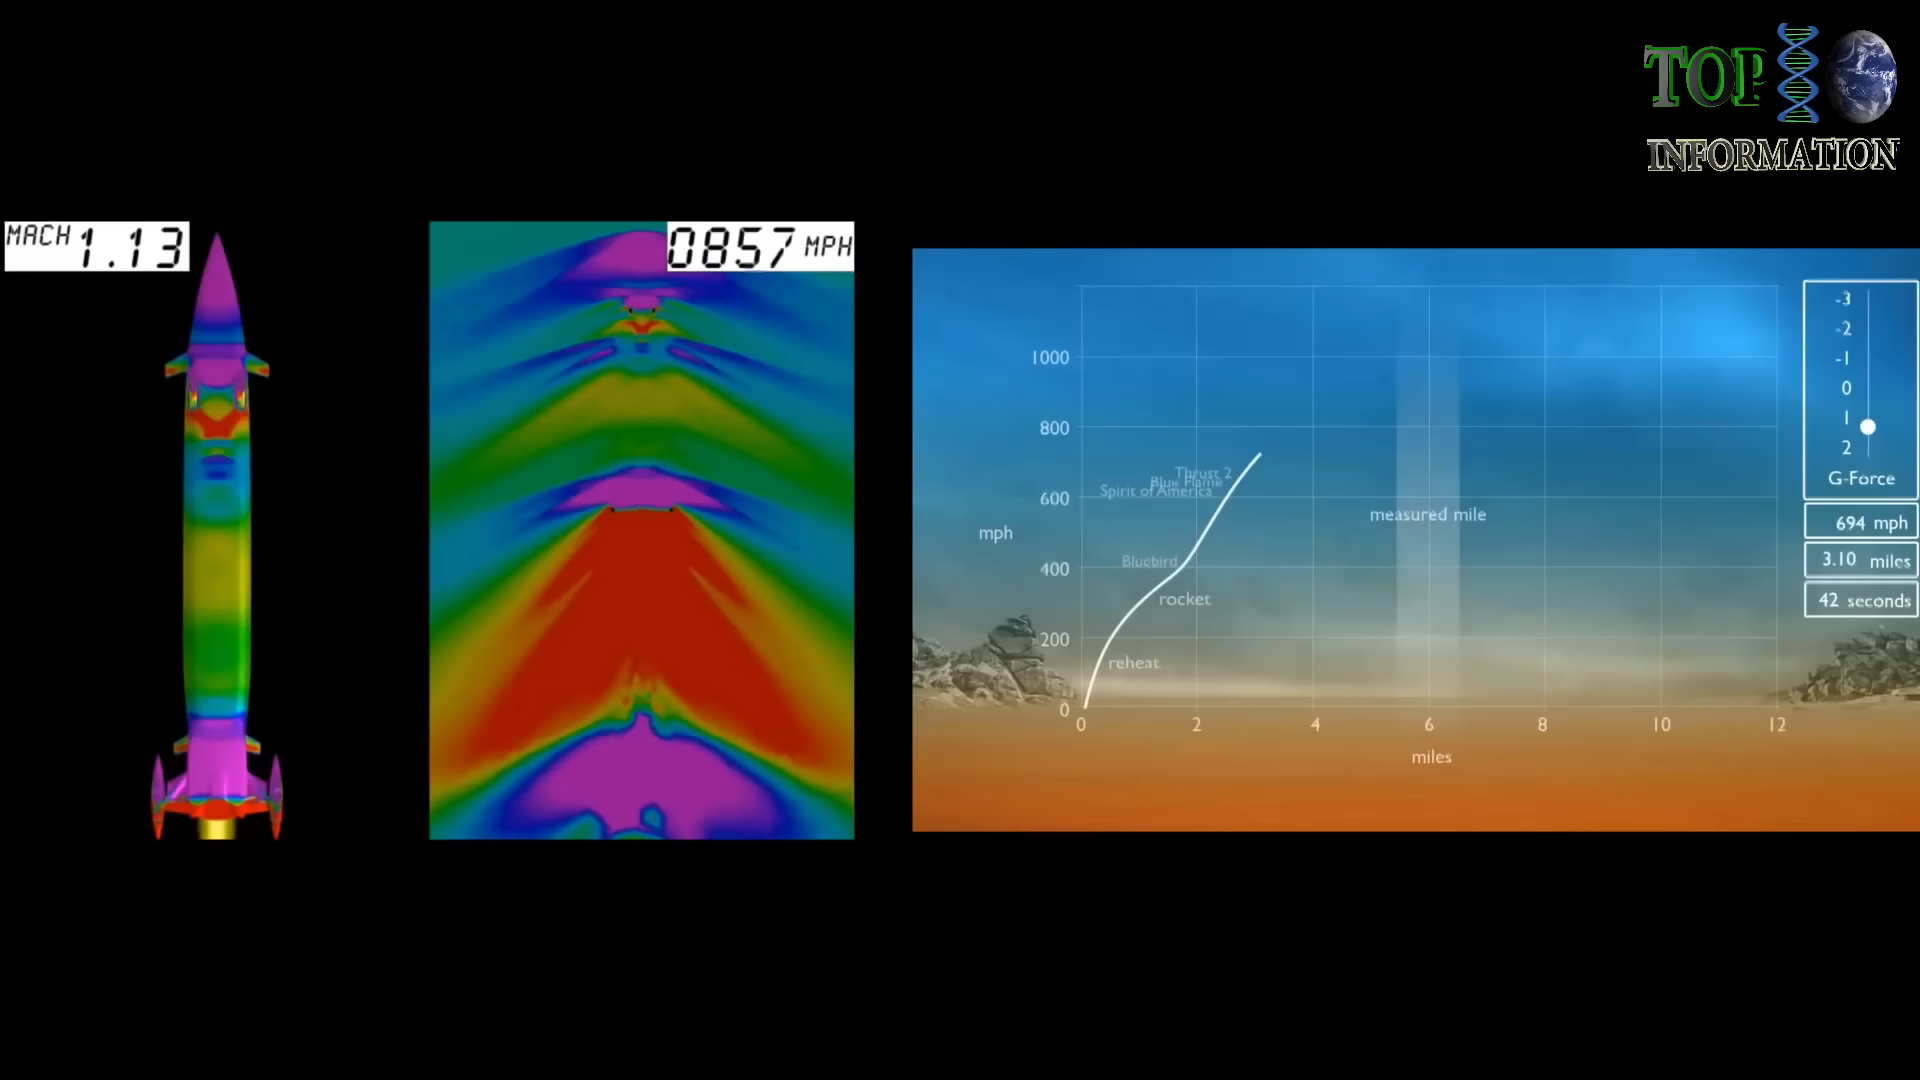 TOP
INFORMATION
MACH 1.13
0857 MPH
1000
800
600
400
200
0
mph
Thrust 2
Blue Flame
Spirit of America
Bluebird
rocket
reheat
measured mile
0 2 4 6 8 10 12
miles
-3
-2
-1
0
1
2
G-Force
694 mph
3.10 miles
42 seconds